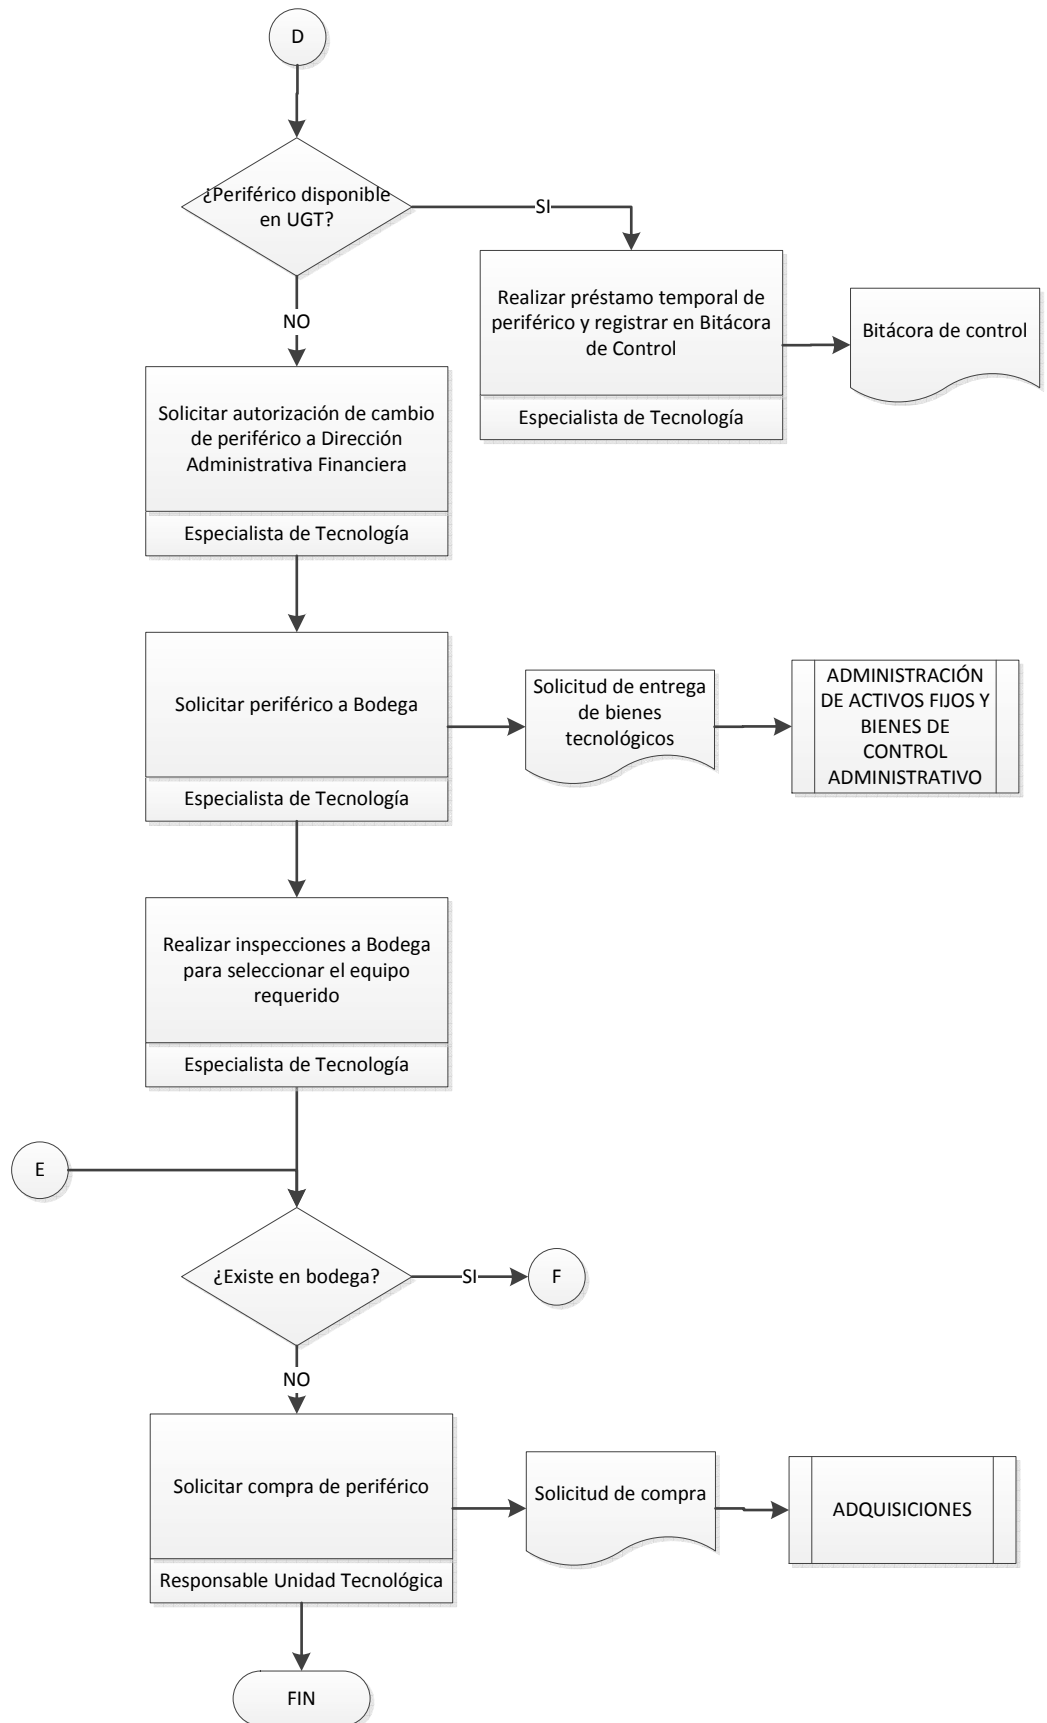 D
¿Periférico disponible
en UGT?
SI
NO
Realizar préstamo temporal de
periférico y registrar en Bitácora
de Control
Especialista de Tecnología
Bitácora de control
Solicitar autorización de cambio
de periférico a Dirección
Administrativa Financiera
Especialista de Tecnología
Solicitar periférico a Bodega
Especialista de Tecnología
Solicitud de entrega
de bienes
tecnológicos
ADMINISTRACIÓN
DE ACTIVOS FIJOS Y
BIENES DE
CONTROL
ADMINISTRATIVO
Realizar inspecciones a Bodega
para seleccionar el equipo
requerido
Especialista de Tecnología
E
¿Existe en bodega?
SI
F
NO
Solicitar compra de periférico
Responsable Unidad Tecnológica
Solicitud de compra
ADQUISICIONES
FIN